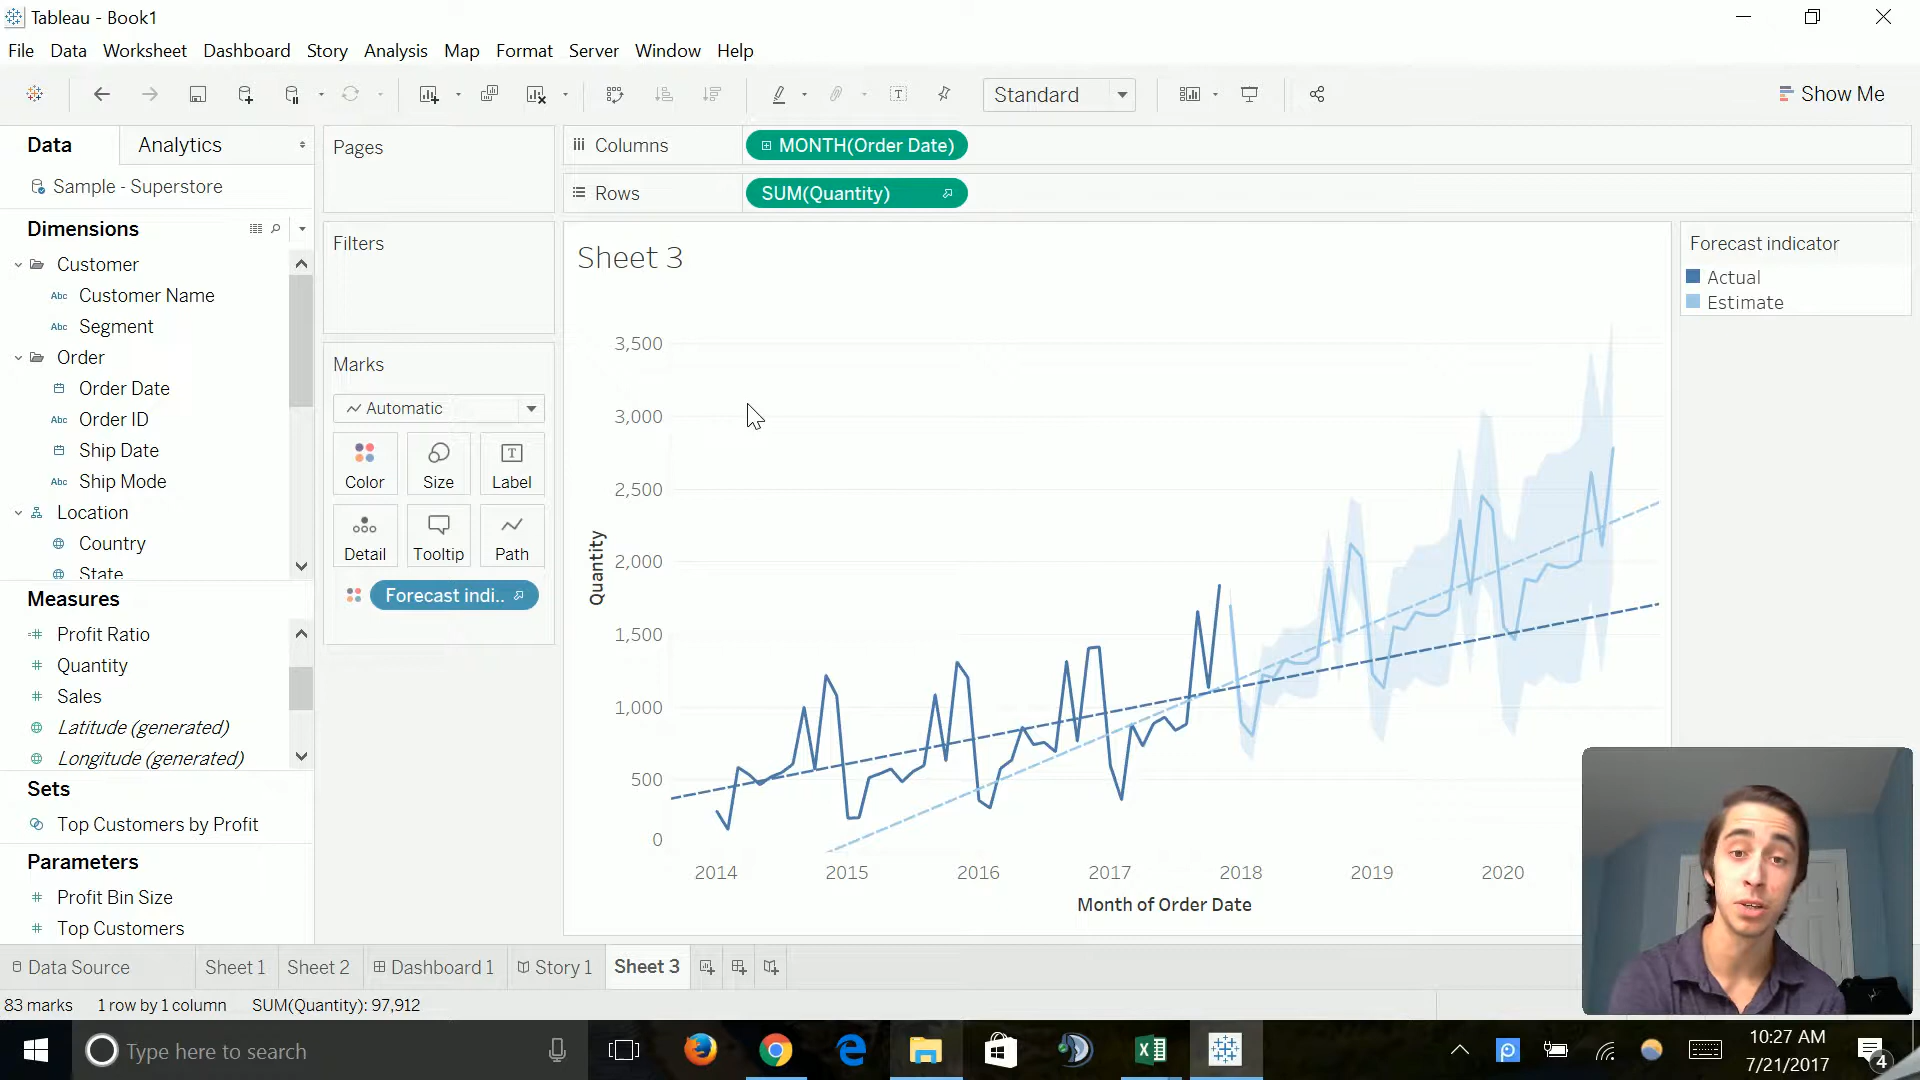 Tableau - Book1
File Data Worksheet Dashboard Story Analysis Map Format Server Window Help
Standard
Show Me
Data
Analytics
Sample - Superstore
Dimensions
Customer
Abc Customer Name
Abc Segment
Order
Order Date
Abc Order ID
Ship Date
Abc Ship Mode
Location
Country
State
Measures
Profit Ratio
Quantity
Sales
Latitude (generated)
Longitude (generated)
Sets
Top Customers by Profit
Parameters
Profit Bin Size
Top Customers
Pages
Filters
Marks
Automatic
Color
Size
Label
Detail
Tooltip
Path
Forecast indi..
Columns
MONTH(Order Date)
Rows
SUM(Quantity)
Sheet 3
3,500
3,000
2,500
2,000
1,500
1,000
500
0
Quantity
2014 2015 2016 2017 2018 2019 2020
Month of Order Date
Forecast indicator
Actual
Estimate
Data Source
Sheet 1
Sheet 2
Dashboard 1
Story 1
Sheet 3
83 marks
1 row by 1 column
SUM(Quantity): 97,912
Type here to search
10:27 AM
7/21/2017
4